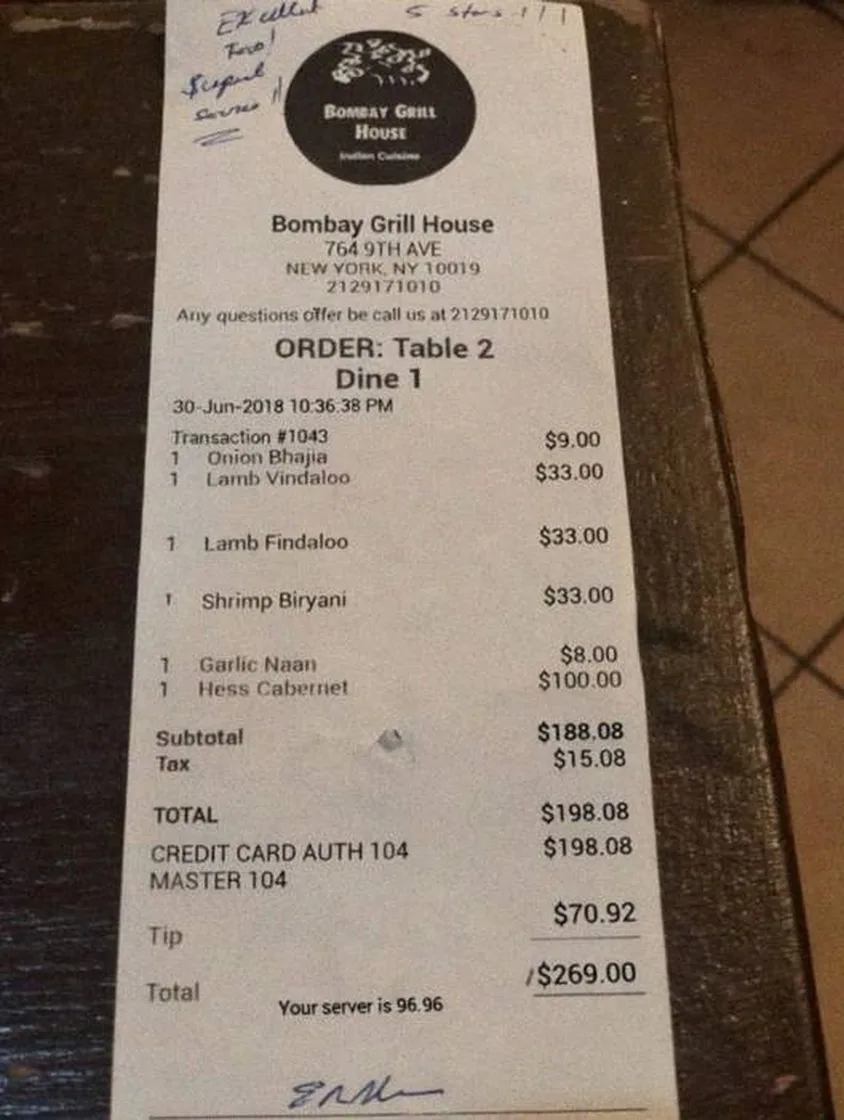 Excellent 5 stars!!!
Food!
Superb
Service!!
BOMBAY GRILL
HOUSE
Indian Cuisine
Bombay Grill House
764 9TH AVE
NEW YORK, NY 10019
2129171010
Any questions offer be call us at 2129171010
ORDER: Table 2
Dine 1
30-Jun-2018 10:36:38 PM
Transaction #1043 $9.00
1 Onion Bhajia
1 Lamb Vindaloo $33.00
1 Lamb Findaloo $33.00
1 Shrimp Biryani $33.00
1 Garlic Naan $8.00
1 Hess Cabernet $100.00
Subtotal $188.08
Tax $15.08
TOTAL $198.08
CREDIT CARD AUTH 104 $198.08
MASTER 104
Tip $70.92
Total $269.00
Your server is 96.96